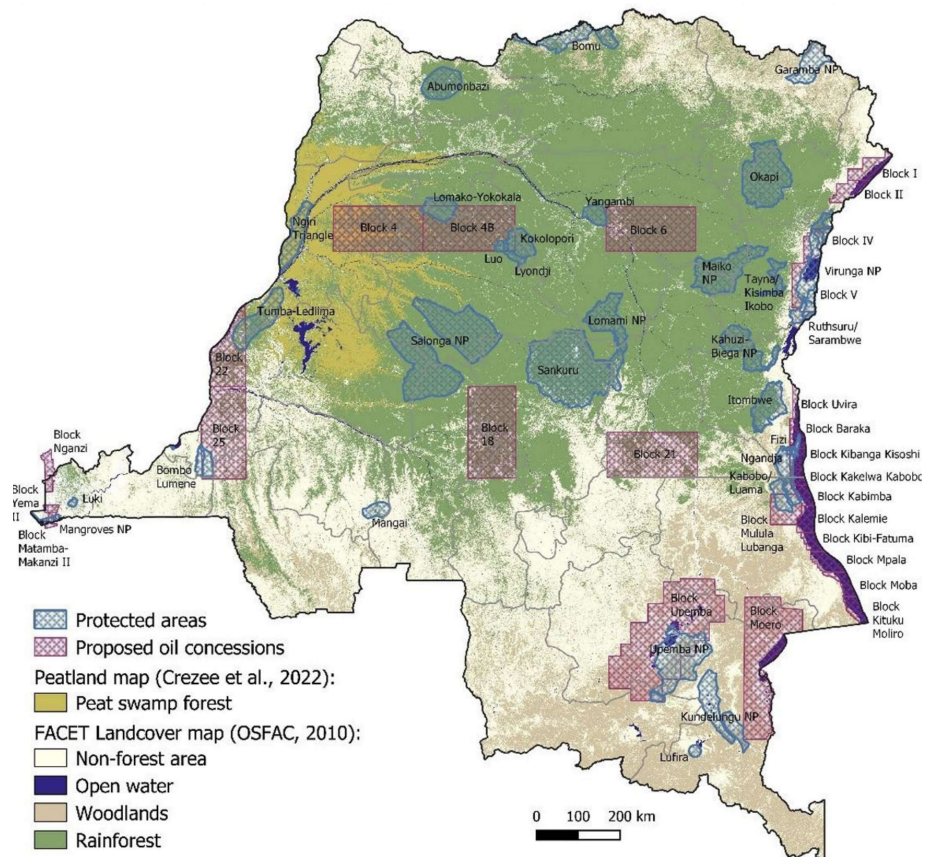 Bomu
Garamba NP
Abumonbazi
Okapi
Block I
Block II
Lomako-Yokokala
Yangambi
Ngiri
Triangle
Block 4
Block 4B
Block 6
Kokolopori
Luo
Lyondji
Block IV
Maiko
NP
Tayna/
Kisimba
Ikobo
Virunga NP
Block V
Tumba-Lediima
Lomami NP
Ruthsuru/
Sarambwe
Salonga NP
Kahuzi-
Biega NP
Block
22
Sankuru
Itombwe
Block Uvira
Block
25
Block
18
Block 21
Fizi
Block Baraka
Block
Nganzi
Bombo
Lumene
Ngandja
Block Kibanga Kisoshi
Kabobo/
Luama
Block Kakelwa Kabobo
Block
Yema
II
Luki
Block Kabimba
Mangai
Block Kalemie
Mangroves NP
Block
Mulula
Lubanga
Block Kibi-Fatuma
Block
Matamba-
Makanzi II
Block Mpala
Block Moba
Block
Upemba
Block
Moero
Block
Kituku
Moliro
Upemba NP
Kundelungu NP
Lufira
Protected areas
Proposed oil concessions
Peatland map (Crezee et al., 2022):
Peat swamp forest
FACET Landcover map (OSFAC, 2010):
Non-forest area
Open water
Woodlands
Rainforest
0 100 200 km